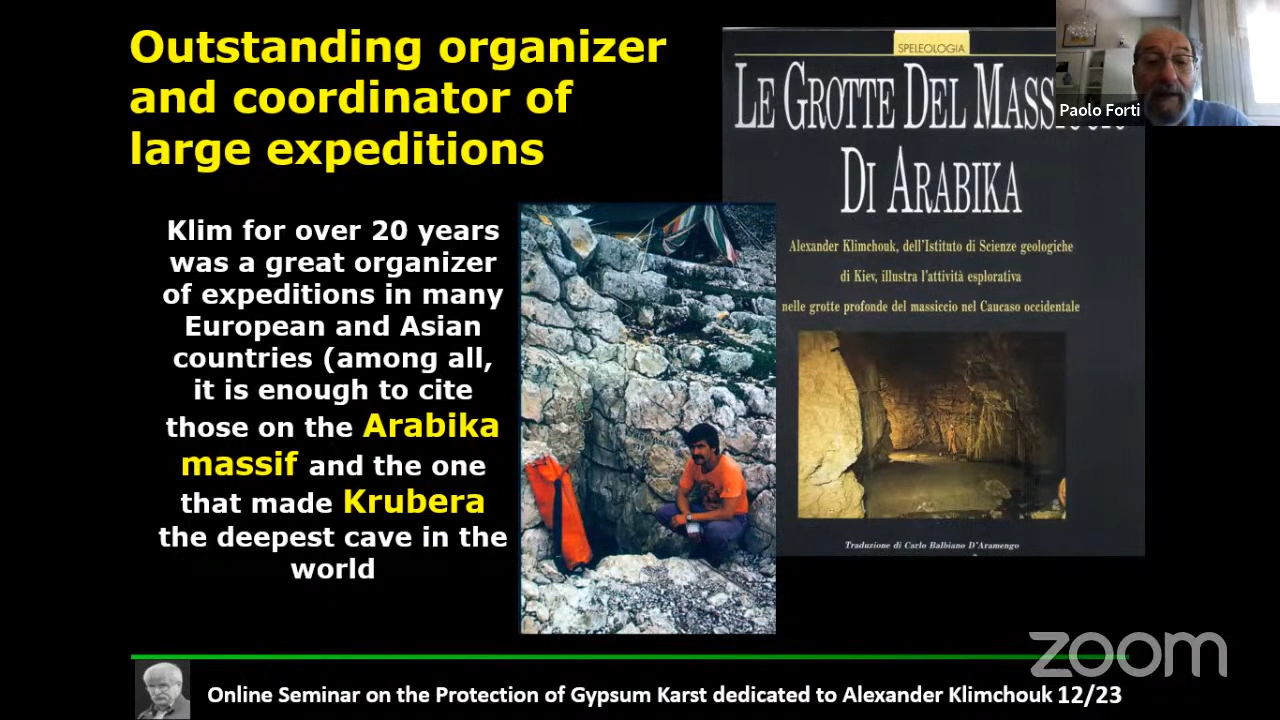 Outstanding organizer
and coordinator of
large expeditions
Klim for over 20 years
was a great organizer
of expeditions in many
European and Asian
countries (among all,
it is enough to cite
those on the Arabika
massif and the one
that made Krubera
the deepest cave in the
world
SPELEOLOGIA
LE GROTTE DEL
DI ARABIKA
Alexander Klimchouk, dell'Istituto di Scienze geologiche
di Kiev, illustra l'attività esplorativa
nelle grotte profonde del massiccio nel Caucaso occidentale
Traduzione di Carlo Balbiano D'Aramengo
Paolo Forti
zoom
Online Seminar on the Protection of Gypsum Karst dedicated to Alexander Klimchouk 12/23